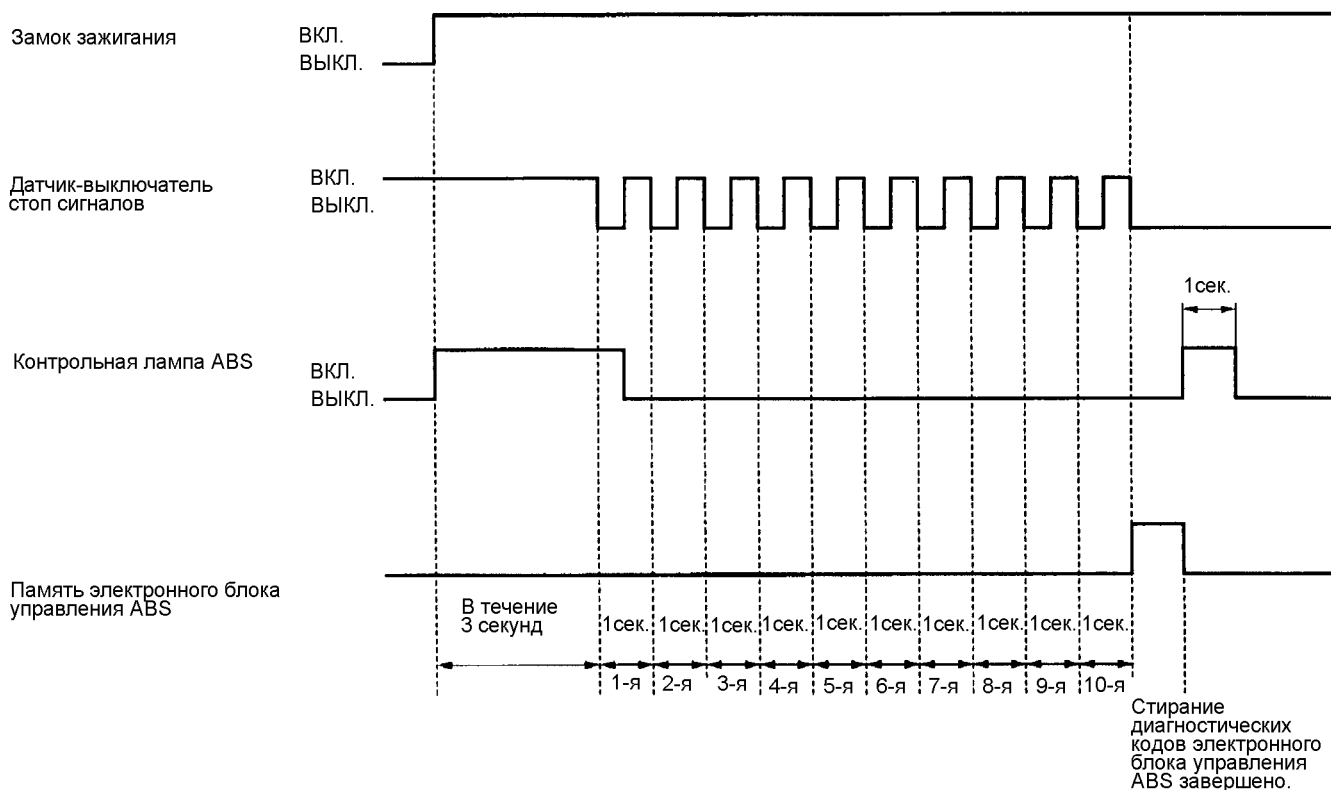 Замок зажигания
ВКЛ.
ВЫКЛ.
Датчик-выключатель
стоп сигналов
ВКЛ.
ВЫКЛ.
1сек.
Контрольная лампа ABS
ВКЛ.
ВЫКЛ.
Память электронного блока
управления ABS
В течение
3 секунд
1сек. 1сек. 1сек. 1сек. 1сек. 1сек. 1сек. 1сек. 1сек. 1сек.
1-я 2-я 3-я 4-я 5-я 6-я 7-я 8-я 9-я 10-я
Стирание
диагностических
кодов электронного
блока управления
ABS завершено.